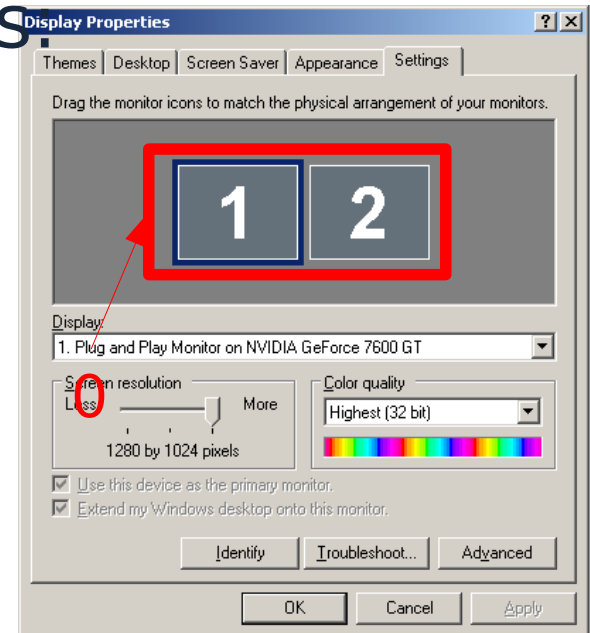 s.
Display Properties
Themes Desktop Screen Saver Appearance Settings
Drag the monitor icons to match the physical arrangement of your monitors.
1 2
Display:
1. Plug and Play Monitor on NVIDIA GeForce 7600 GT
Screen resolution
Less More
0
1280 by 1024 pixels
Color quality
Highest (32 bit)
Use this device as the primary monitor.
Extend my Windows desktop onto this monitor.
Identify Troubleshoot... Advanced
OK Cancel Apply